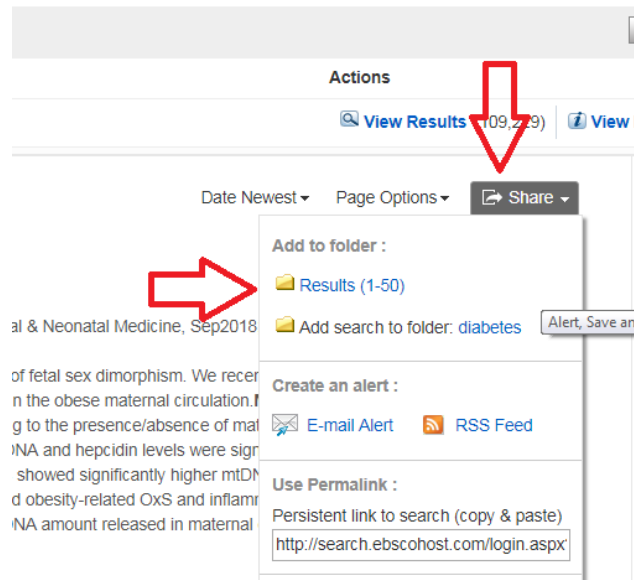 Actions
View Results (109,229) View
Date Newest Page Options Share
Add to folder :
Results (1-50)
al & Neonatal Medicine, Sep2018
Add search to folder: diabetes
Alert, Save an
of fetal sex dimorphism. We recen
n the obese maternal circulation.
Create an alert :
g to the presence/absence of mat
E-mail Alert RSS Feed
NA and hepcidin levels were sign
showed significantly higher mtDN
Use Permalink :
d obesity-related OxS and inflamm
Persistent link to search (copy & paste)
NA amount released in maternal
http://search.ebscohost.com/login.aspx